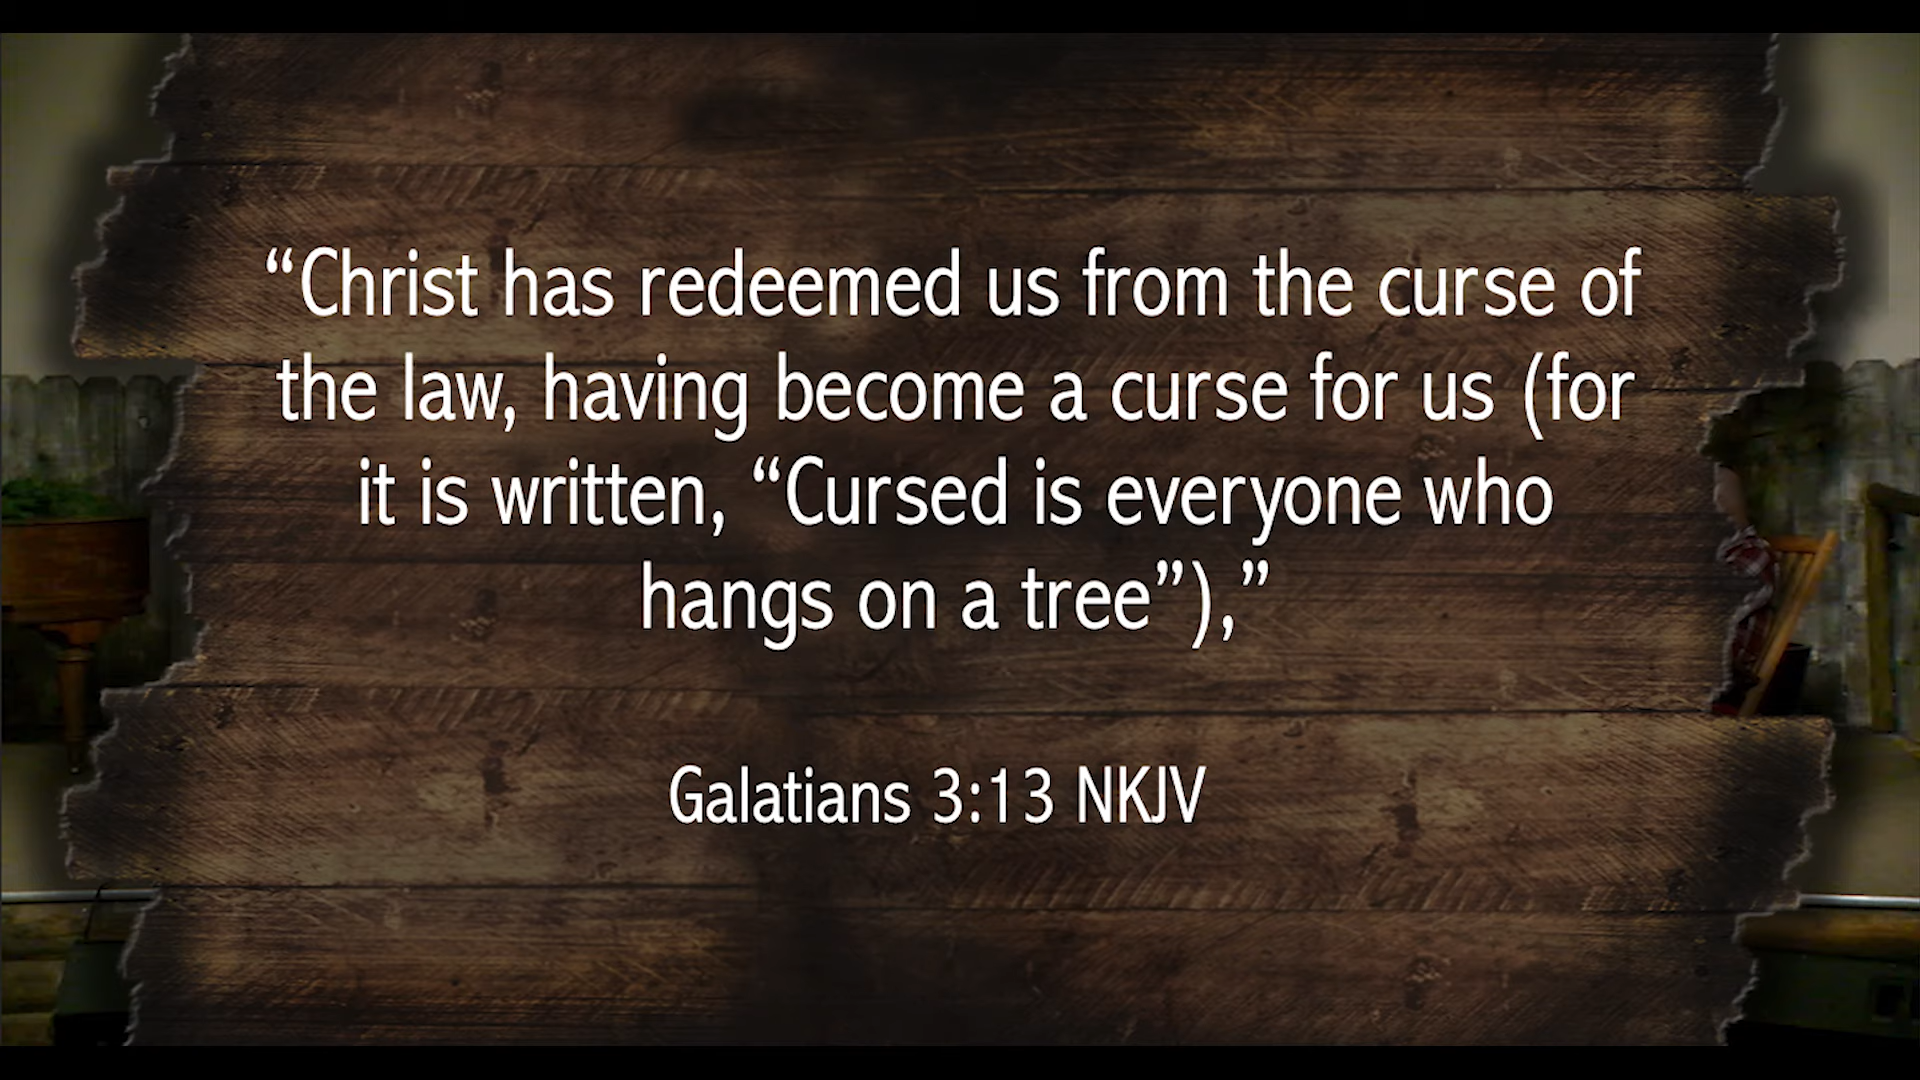 “Christ has redeemed us from the curse of
the law, having become a curse for us (for
it is written, “Cursed is everyone who
hangs on a tree”),”
Galatians 3:13 NKJV